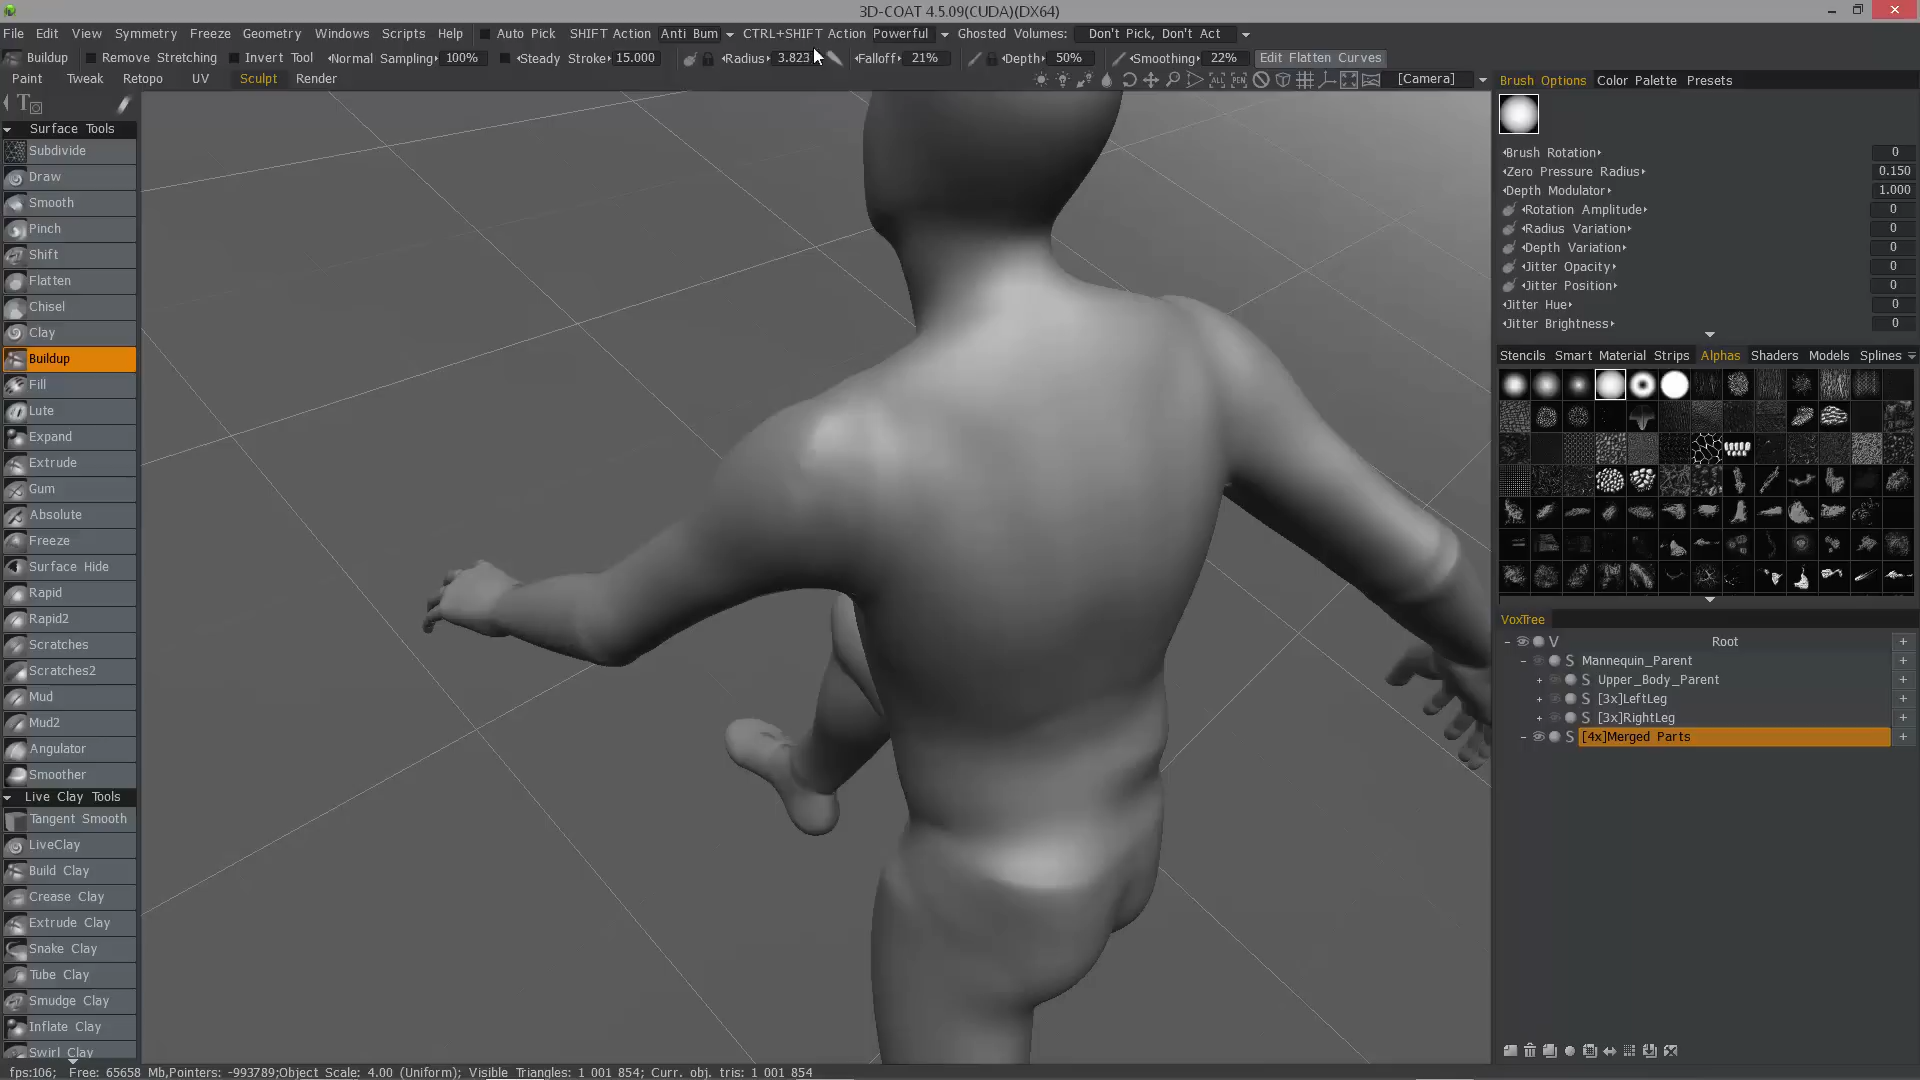 3D-COAT 4.5.09(CUDA)(DX64)
File Edit View Symmetry Freeze Geometry Windows Scripts Help Auto Pick SHIFT Action Anti Bum CTRL+SHIFT Action Powerful Ghosted Volumes: Don't Pick, Don't Act
Buildup Remove Stretching Invert Tool Normal Sampling 100% Steady Stroke 15.000 Radius 3.823 Falloff 21% Depth 50% Smoothing 22% Edit Flatten Curves
Paint Tweak Retopo UV Sculpt Render [Camera]
Surface Tools
Subdivide
Draw
Smooth
Pinch
Shift
Flatten
Chisel
Clay
Buildup
Fill
Lute
Expand
Extrude
Gum
Absolute
Freeze
Surface Hide
Rapid
Rapid2
Scratches
Scratches2
Mud
Mud2
Angulator
Smoother
Live Clay Tools
Tangent Smooth
LiveClay
Build Clay
Crease Clay
Extrude Clay
Snake Clay
Tube Clay
Smudge Clay
Inflate Clay
Swirl Clay
Brush Options Color Palette Presets
Brush Rotation 0
Zero Pressure Radius 0.150
Depth Modulator 1.000
Rotation Amplitude 0
Radius Variation 0
Depth Variation 0
Jitter Opacity 0
Jitter Position 0
Jitter Hue 0
Jitter Brightness 0
Stencils Smart Material Strips Alphas Shaders Models Splines
VoxTree
V Root +
S Mannequin_Parent +
+ S Upper_Body_Parent +
+ S [3x]LeftLeg +
+ S [3x]RightLeg +
S [4x]Merged Parts +
fps:106; Free: 65658 Mb,Pointers: -993789;Object Scale: 4.00 (Uniform); Visible Triangles: 1 001 854; Curr. obj. tris: 1 001 854